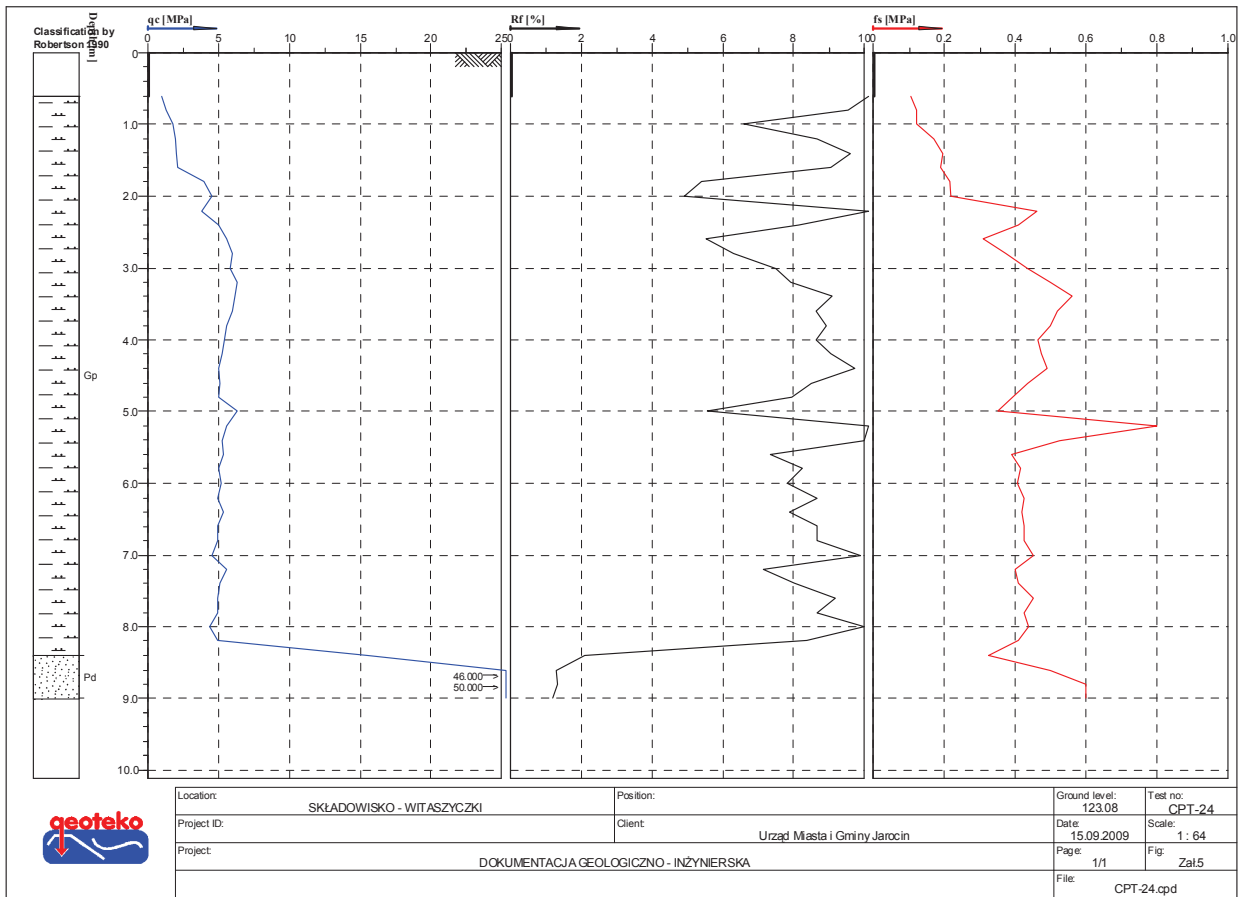 Classification by
Robertson 1990
Depth [m]
qc [MPa]
Rf [%]
fs [MPa]
0 5 10 15 20 25
0 2 4 6 8 10
0 0.2 0.4 0.6 0.8 1.0
0
1.0
2.0
3.0
4.0
Gp
5.0
6.0
7.0
8.0
46.000
Pd
50.000
9.0
10.0
geoteko
Location:
SKŁADOWISKO - WITASZYCZKI
Position:
Ground level:
123.08
Test no:
CPT-24
Project ID:
Client:
Urząd Miasta i Gminy Jarocin
Date:
15.09.2009
Scale:
1 : 64
Project:
DOKUMENTACJA GEOLOGICZNO - INŻYNIERSKA
Page:
1/1
Fig:
Zał.5
File:
CPT-24.cpd